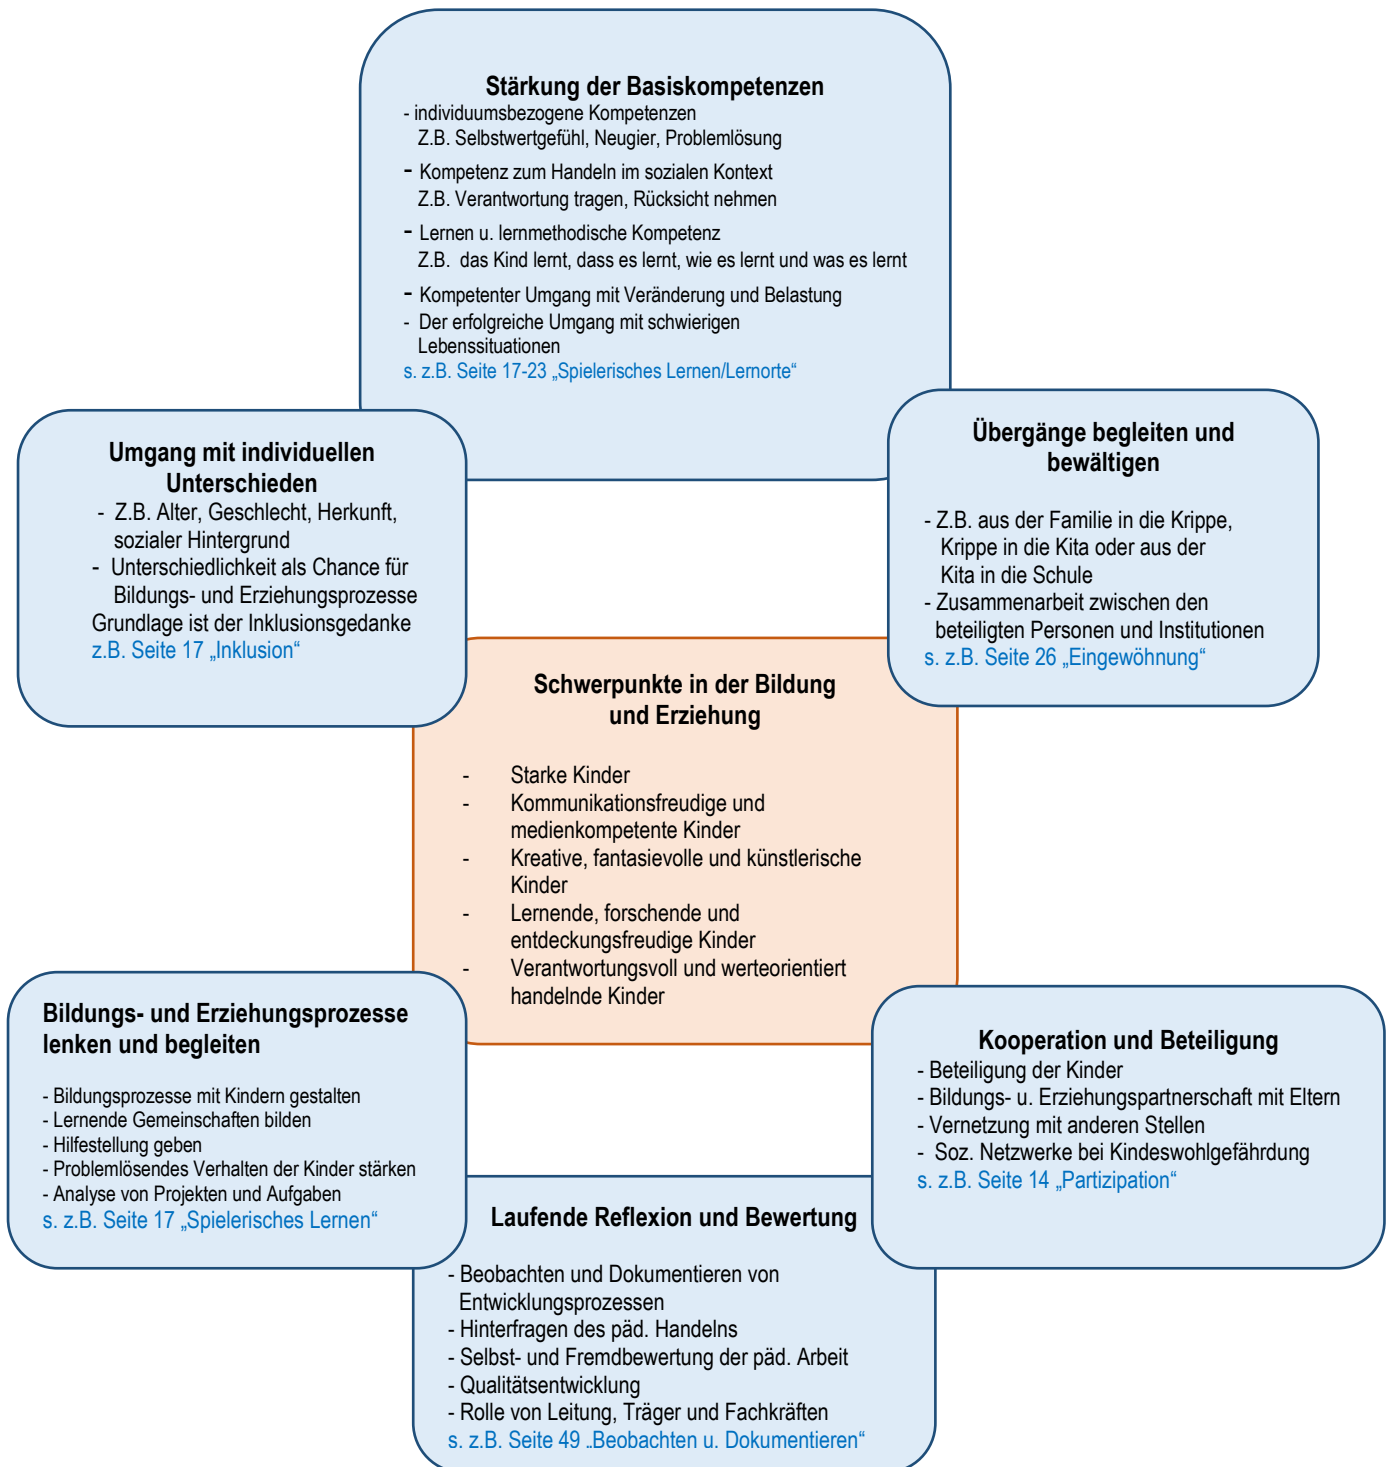 Stärkung der Basiskompetenzen
- individuumsbezogene Kompetenzen
Z.B. Selbstwertgefühl, Neugier, Problemlösung
- Kompetenz zum Handeln im sozialen Kontext
Z.B. Verantwortung tragen, Rücksicht nehmen
- Lernen u. lernmethodische Kompetenz
Z.B. das Kind lernt, dass es lernt, wie es lernt und was es lernt
- Kompetenter Umgang mit Veränderung und Belastung
- Der erfolgreiche Umgang mit schwierigen
Lebenssituationen
s. z.B. Seite 17-23 „Spielerisches Lernen/Lernorte“
Umgang mit individuellen
Unterschieden
- Z.B. Alter, Geschlecht, Herkunft,
sozialer Hintergrund
- Unterschiedlichkeit als Chance für
Bildungs- und Erziehungsprozesse
Grundlage ist der Inklusionsgedanke
z.B. Seite 17 „Inklusion“
Übergänge begleiten und
bewältigen
- Z.B. aus der Familie in die Krippe,
Krippe in die Kita oder aus der
Kita in die Schule
- Zusammenarbeit zwischen den
beteiligten Personen und Institutionen
s. z.B. Seite 26 „Eingewöhnung“
Schwerpunkte in der Bildung
und Erziehung
- Starke Kinder
- Kommunikationsfreudige und
medienkompetente Kinder
- Kreative, fantasievolle und künstlerische
Kinder
- Lernende, forschende und
entdeckungsfreudige Kinder
- Verantwortungsvoll und werteorientiert
handelnde Kinder
Bildungs- und Erziehungsprozesse
lenken und begleiten
- Bildungsprozesse mit Kindern gestalten
- Lernende Gemeinschaften bilden
- Hilfestellung geben
- Problemlösendes Verhalten der Kinder stärken
- Analyse von Projekten und Aufgaben
s. z.B. Seite 17 „Spielerisches Lernen“
Kooperation und Beteiligung
- Beteiligung der Kinder
- Bildungs- u. Erziehungspartnerschaft mit Eltern
- Vernetzung mit anderen Stellen
- Soz. Netzwerke bei Kindeswohlgefährdung
s. z.B. Seite 14 „Partizipation“
Laufende Reflexion und Bewertung
- Beobachten und Dokumentieren von
Entwicklungsprozessen
- Hinterfragen des päd. Handelns
- Selbst- und Fremdbewertung der päd. Arbeit
- Qualitätsentwicklung
- Rolle von Leitung, Träger und Fachkräften
s. z.B. Seite 49 „Beobachten u. Dokumentieren“